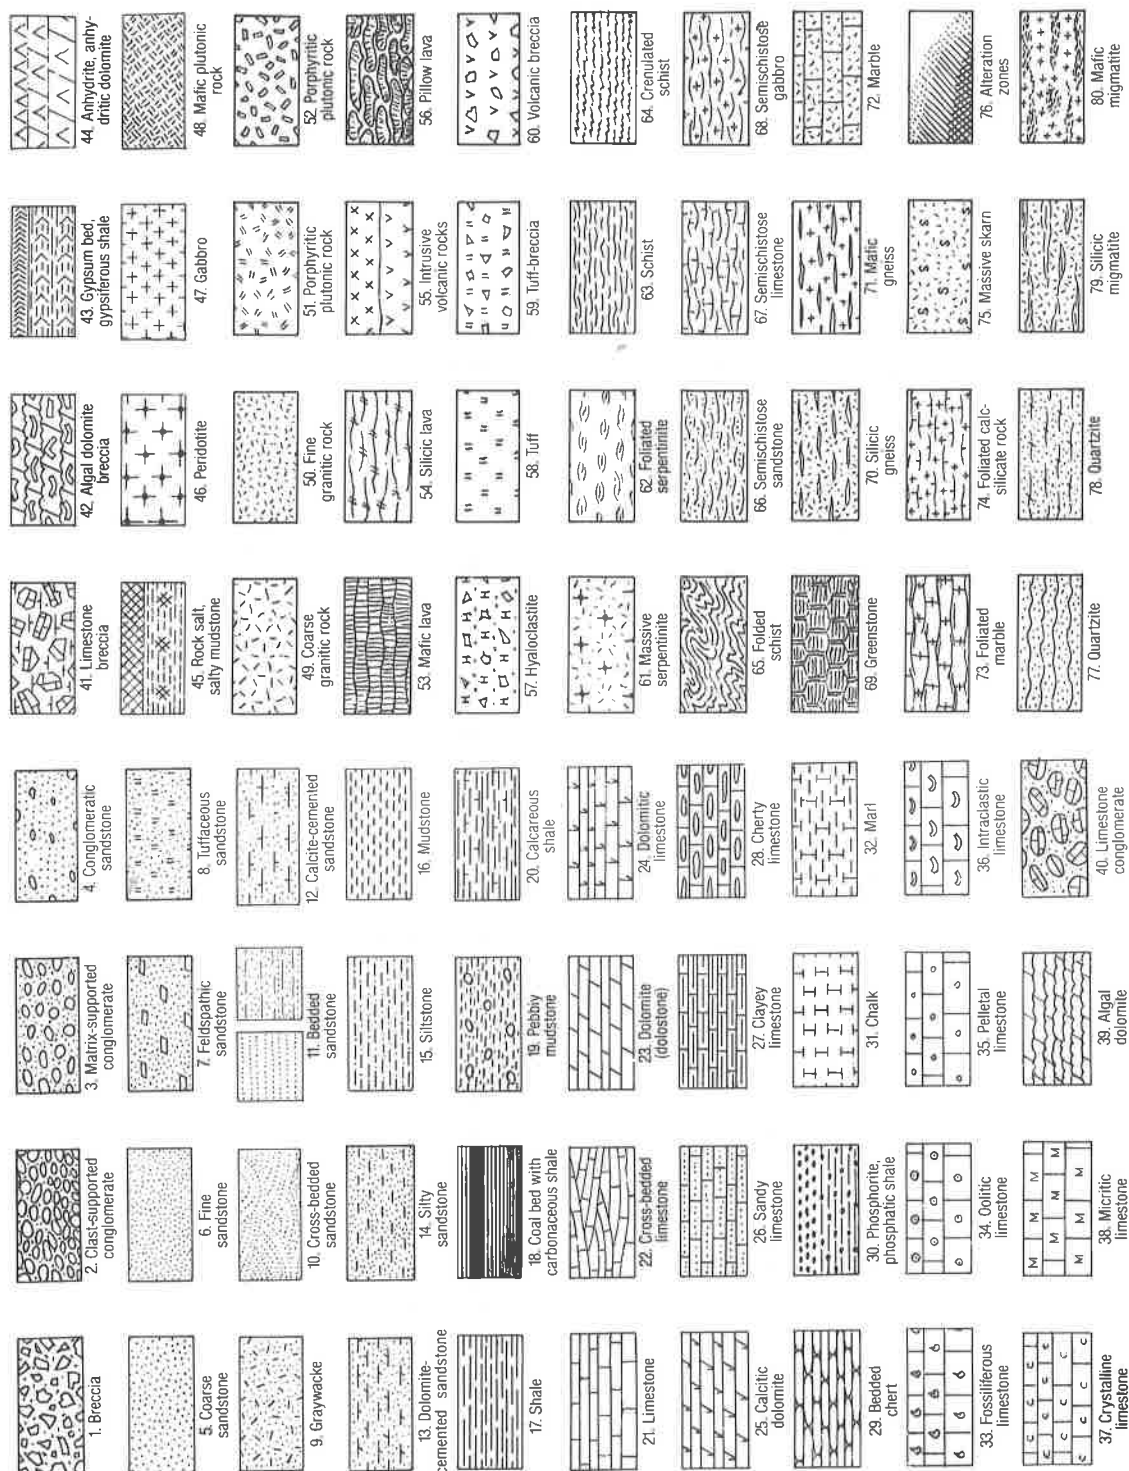 1. Breccia
2. Clast-supported
conglomerate
3. Matrix-supported
conglomerate
4. Conglomeratic
sandstone
5. Coarse
sandstone
6. Fine
sandstone
7. Feldspathic
sandstone
8. Tuffaceous
sandstone
9. Graywacke
10. Cross-bedded
sandstone
11. Bedded
sandstone
12. Calcite-cemented
sandstone
13. Dolomite-
cemented sandstone
14. Silty
sandstone
15. Siltstone
16. Mudstone
17. Shale
18. Coal bed with
carbonaceous shale
19. Pebbly
mudstone
20. Calcareous
shale
21. Limestone
22. Cross-bedded
limestone
23. Dolomite
(dolostone)
24. Dolomitic
limestone
25. Calcitic
dolomite
26. Sandy
limestone
27. Clayey
limestone
28. Cherty
limestone
29. Bedded
chert
30. Phosphorite,
phosphatic shale
31. Chalk
32. Marl
33. Fossiliferous
limestone
34. Oolitic
limestone
35. Pelletal
limestone
36. Intraclastic
limestone
37. Crystalline
limestone
38. Micritic
limestone
39. Algal
dolomite
40. Limestone
conglomerate
41. Limestone
breccia
42. Algal dolomite
breccia
43. Gypsum bed,
gypsiferous shale
44. Anhydrite, anhy-
dritic dolomite
45. Rock salt,
salty mudstone
46. Peridotite
47. Gabbro
48. Mafic plutonic
rock
49. Coarse
granitic rock
50. Fine
granitic rock
51. Porphyritic
plutonic rock
52. Porphyritic
plutonic rock
53. Mafic lava
54. Silicic lava
55. Intrusive
volcanic rocks
56. Pillow lava
57. Hyaloclastite
58. Tuff
59. Tuff-breccia
60. Volcanic breccia
61. Massive
serpentinite
62. Foliated
serpentinite
63. Schist
64. Crenulated
schist
65. Folded
schist
66. Semischistose
sandstone
67. Semischistose
limestone
68. Semischistose
gabbro
69. Greenstone
70. Silicic
gneiss
71. Mafic
gneiss
72. Marble
73. Foliated
marble
74. Foliated calc-
silicate rock
75. Massive skarn
76. Alteration
zones
77. Quartzite
78. Quartzite
79. Silicic
migmatite
80. Mafic
migmatite